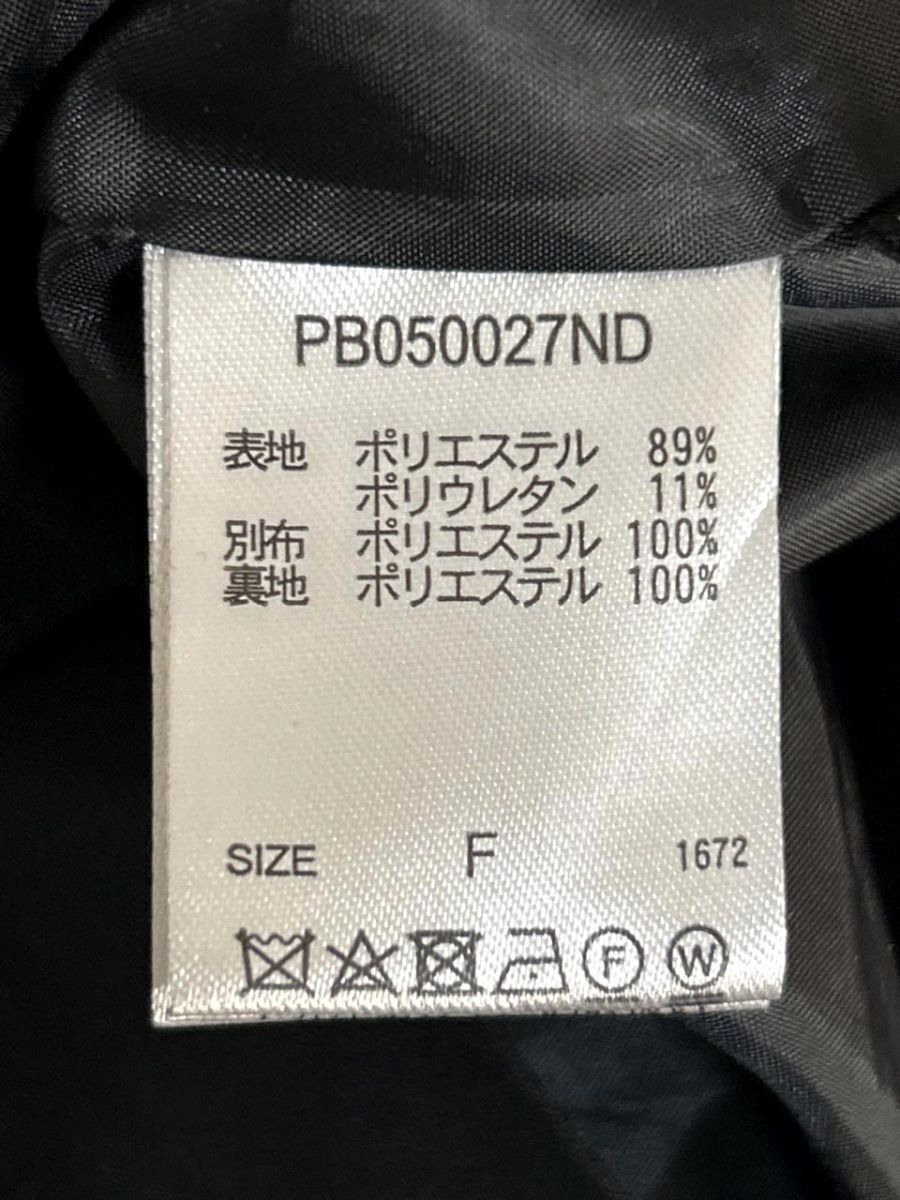 PB050027ND
表地 ポリエステル 89%
ポリウレタン 11%
別布 ポリエステル 100%
裏地 ポリエステル 100%
SIZE F 1672
F W